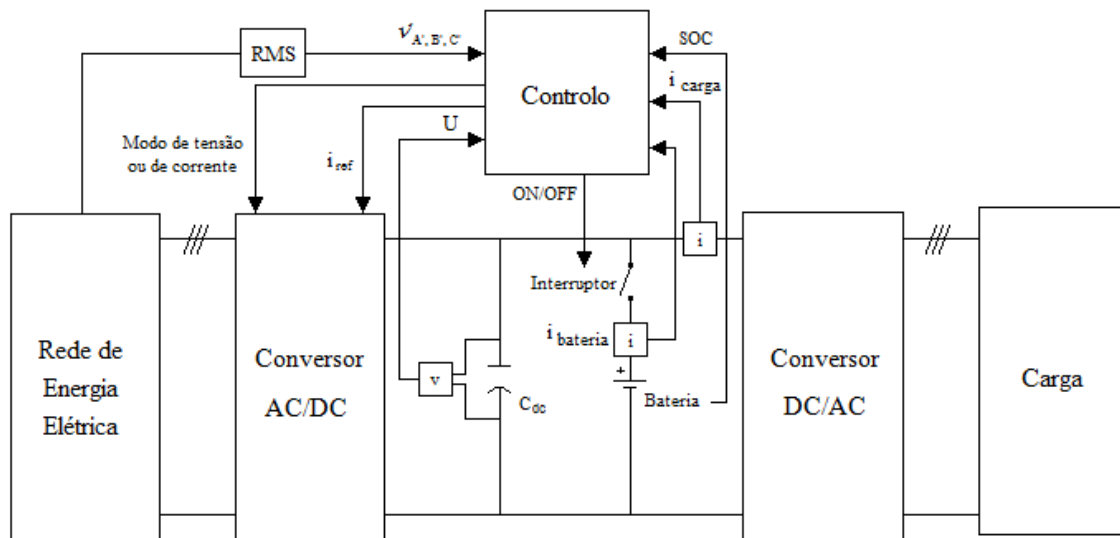 RMS
v A', B', C'
SOC
i carga
Controlo
U
Modo de tensão
ou de corrente
i ref
ON/OFF
i
Interruptor
Rede de
Energia
Elétrica
Conversor
AC/DC
v
C dc
i bateria
i
+
Bateria
Conversor
DC/AC
Carga